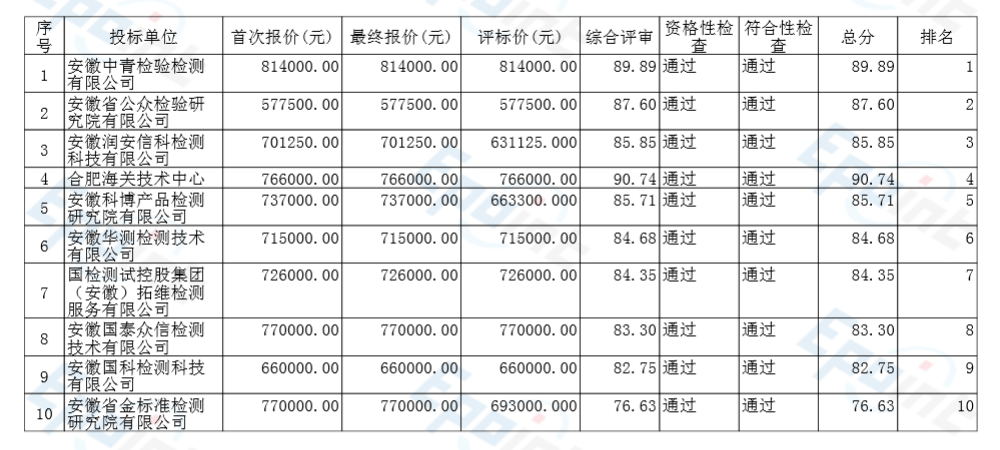 序号 投标单位 首次报价(元) 最终报价(元) 评标价(元) 综合评审 资格性检查 符合性检查 总分 排名
1 安徽中青检验检测有限公司 814000.00 814000.00 814000.00 89.89 通过 通过 89.89 1
2 安徽省公众检验研究院有限公司 577500.00 577500.00 577500.00 87.60 通过 通过 87.60 2
3 安徽润安信科检测科技有限公司 701250.00 701250.00 631125.000 85.85 通过 通过 85.85 3
4 合肥海关技术中心 766000.00 766000.00 766000.00 90.74 通过 通过 90.74 4
5 安徽科博产品检测研究院有限公司 737000.00 737000.00 663300.000 85.71 通过 通过 85.71 5
6 安徽华测检测技术有限公司 715000.00 715000.00 715000.00 84.68 通过 通过 84.68 6
7 国检测试控股集团（安徽）拓维检测服务有限公司 726000.00 726000.00 726000.00 84.35 通过 通过 84.35 7
8 安徽国泰众信检测技术有限公司 770000.00 770000.00 770000.00 83.30 通过 通过 83.30 8
9 安徽国科检测科技有限公司 660000.00 660000.00 660000.00 82.75 通过 通过 82.75 9
10 安徽省金标准检测研究院有限公司 770000.00 770000.00 693000.000 76.63 通过 通过 76.63 10